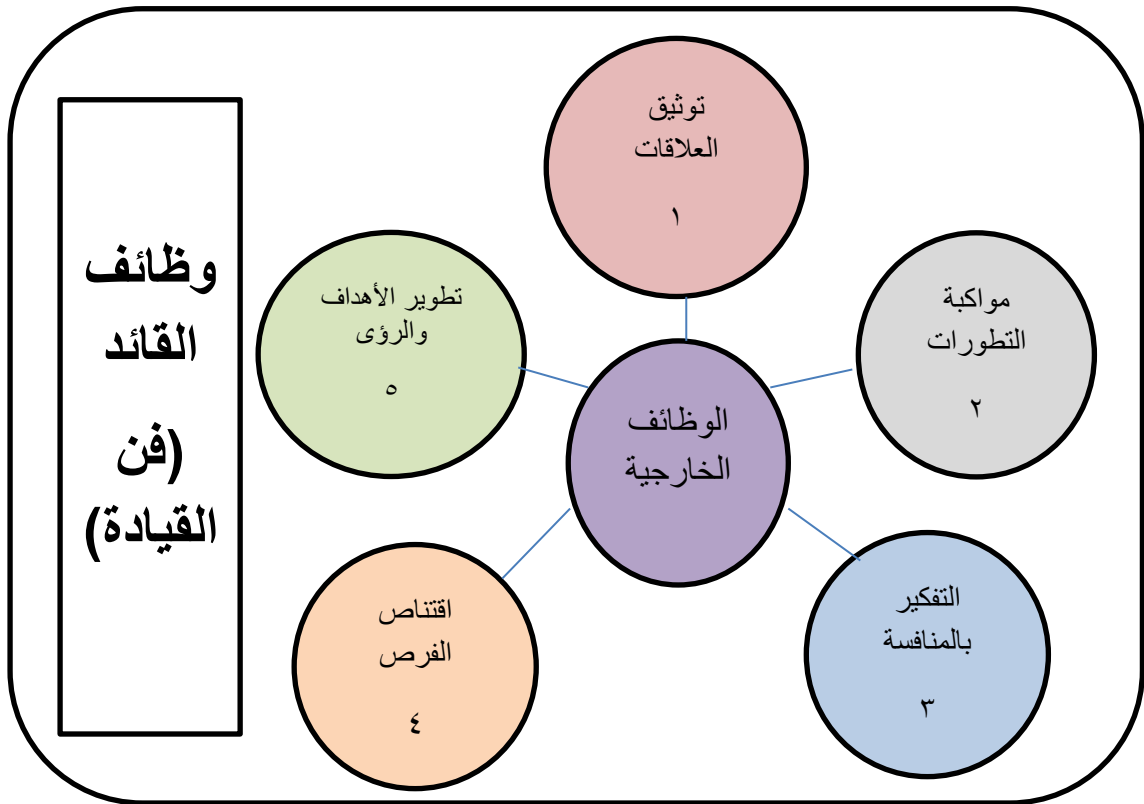 وظائف
القائد
(فن
القيادة)
توثيق
العلاقات
١
مواكبة
التطورات
٢
التفكير
بالمنافسة
٣
اقتناص
الفرص
٤
تطوير الأهداف
والرؤى
٥
الوظائف
الخارجية